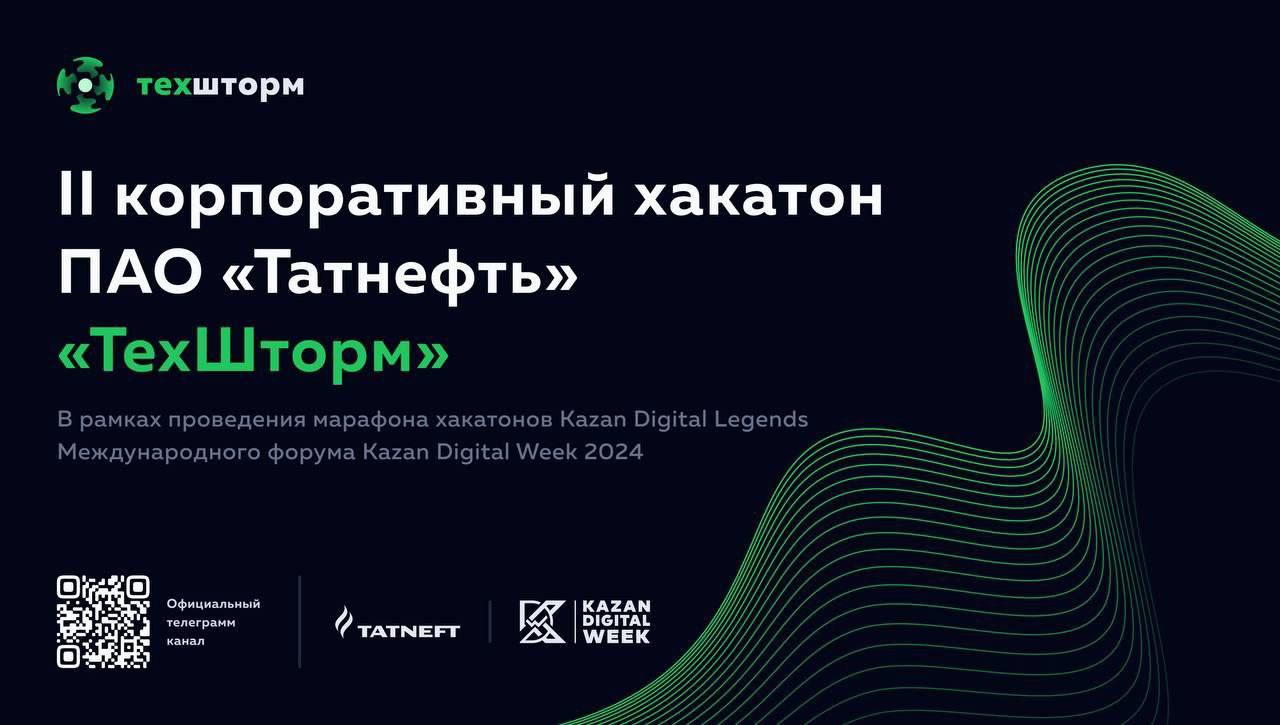 техшторм
II корпоративный хакатон
ПАО «Татнефть»
«ТехШторм»
В рамках проведения марафона хакатонов Kazan Digital Legends
Международного форума Kazan Digital Week 2024
Официальный
телеграмм
канал
TATNEFT
KAZAN
DIGITAL
WEEK